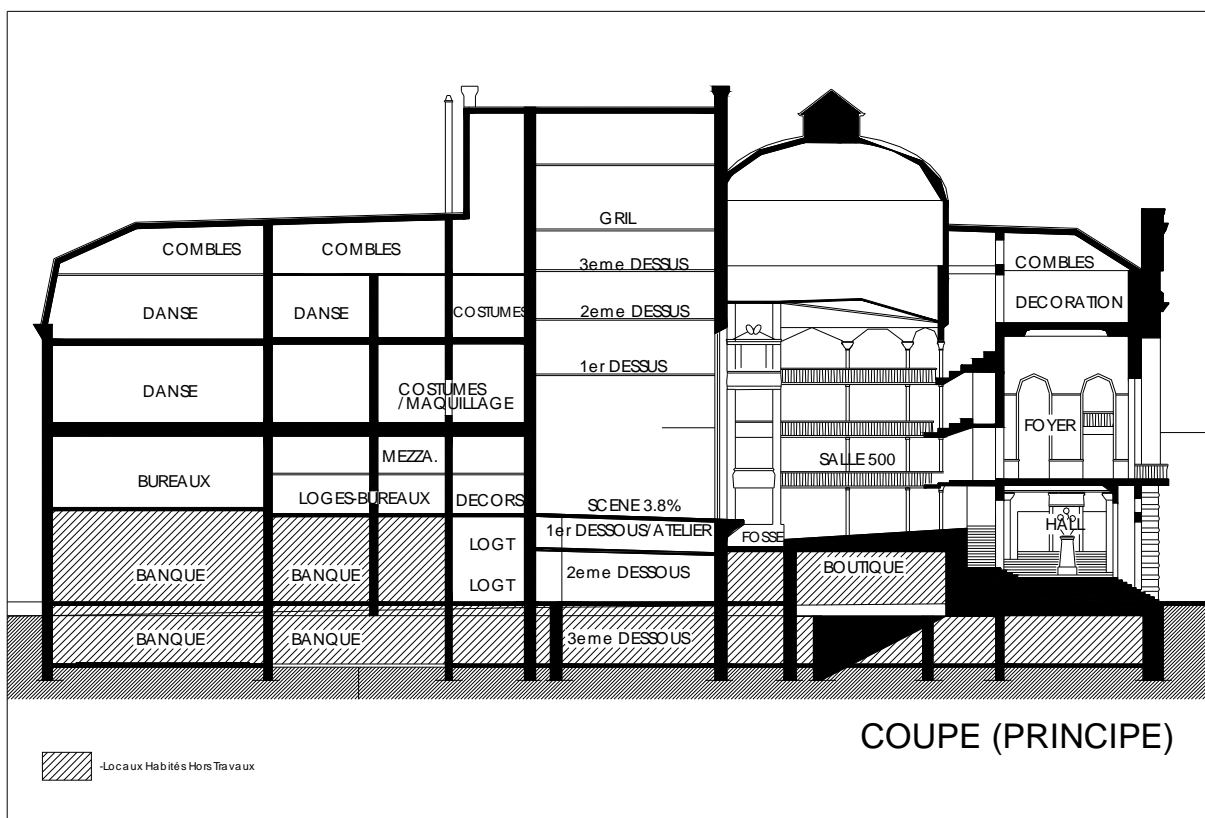 GRIL
COMBLES
COMBLES
COMBLES
3eme DESSUS
DANSE
DANSE
COSTUMES
2eme DESSUS
DECORATION
1er DESSUS
DANSE
COSTUMES
/ MAQUILLAGE
FOYER
MEZZA.
SALLE 500
BUREAUX
LOGES-BUREAUX
DECORS
SCENE 3.8%
1er DESSOUS/ ATELIER
FOSSE
HALL
LOGT
BANQUE
BANQUE
LOGT
2eme DESSOUS
BOUTIQUE
BANQUE
BANQUE
3eme DESSOUS
COUPE (PRINCIPE)
-Locaux Habités Hors Travaux